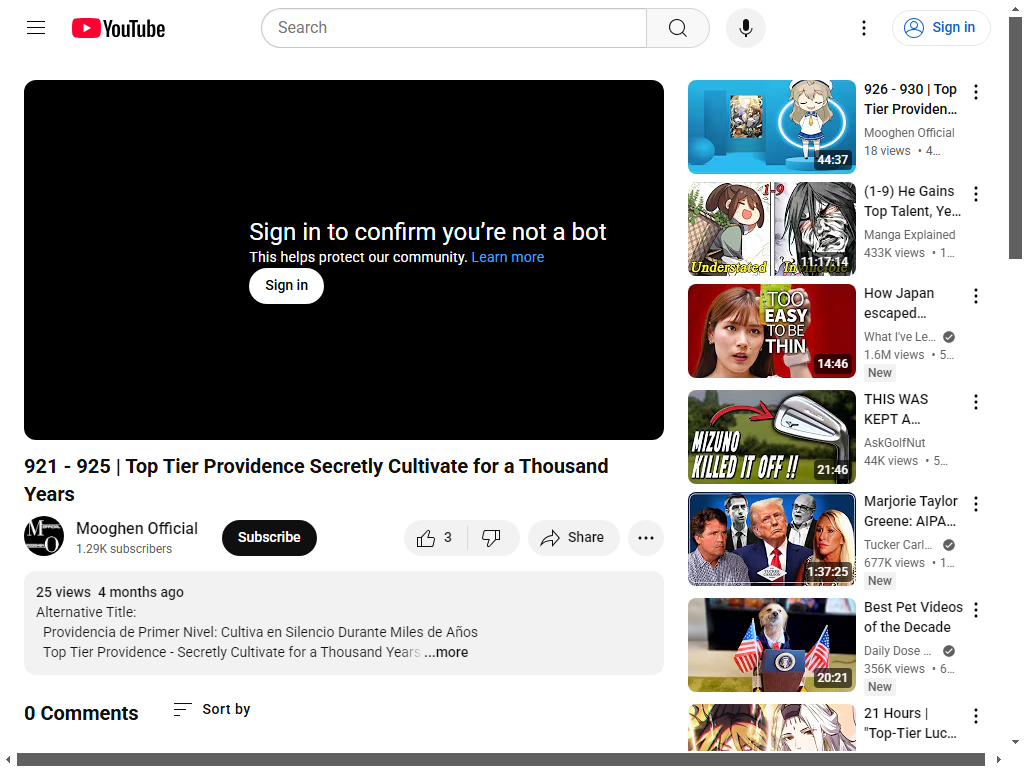 YouTube
Search
Sign in
Sign in to confirm you’re not a bot
This helps protect our community. Learn more
Sign in
921 - 925 | Top Tier Providence Secretly Cultivate for a Thousand
Years
Mooghen Official
1.29K subscribers
Subscribe
3
Share
25 views 4 months ago
Alternative Title:
Providencia de Primer Nivel: Cultiva en Silencio Durante Miles de Años
Top Tier Providence - Secretly Cultivate for a Thousand Years ...more
0 Comments
Sort by
44:37
926 - 930 | Top
Tier Providen...
Mooghen Official
18 views • 4...
1-9
Understated
11:17:14
(1-9) He Gains
Top Talent, Ye...
Manga Explained
433K views • 1...
TOO
EASY
TO BE
THIN
14:46
How Japan
escaped...
What I've Le...
1.6M views • 5...
New
MIZUNO
KILLED IT OFF !!
21:46
THIS WAS
KEPT A...
AskGolfNut
44K views • 5...
1:37:25
Marjorie Taylor
Greene: AIPA...
Tucker Carl...
677K views • 1...
New
20:21
Best Pet Videos
of the Decade
Daily Dose ...
356K views • 6...
New
21 Hours |
"Top-Tier Luc...